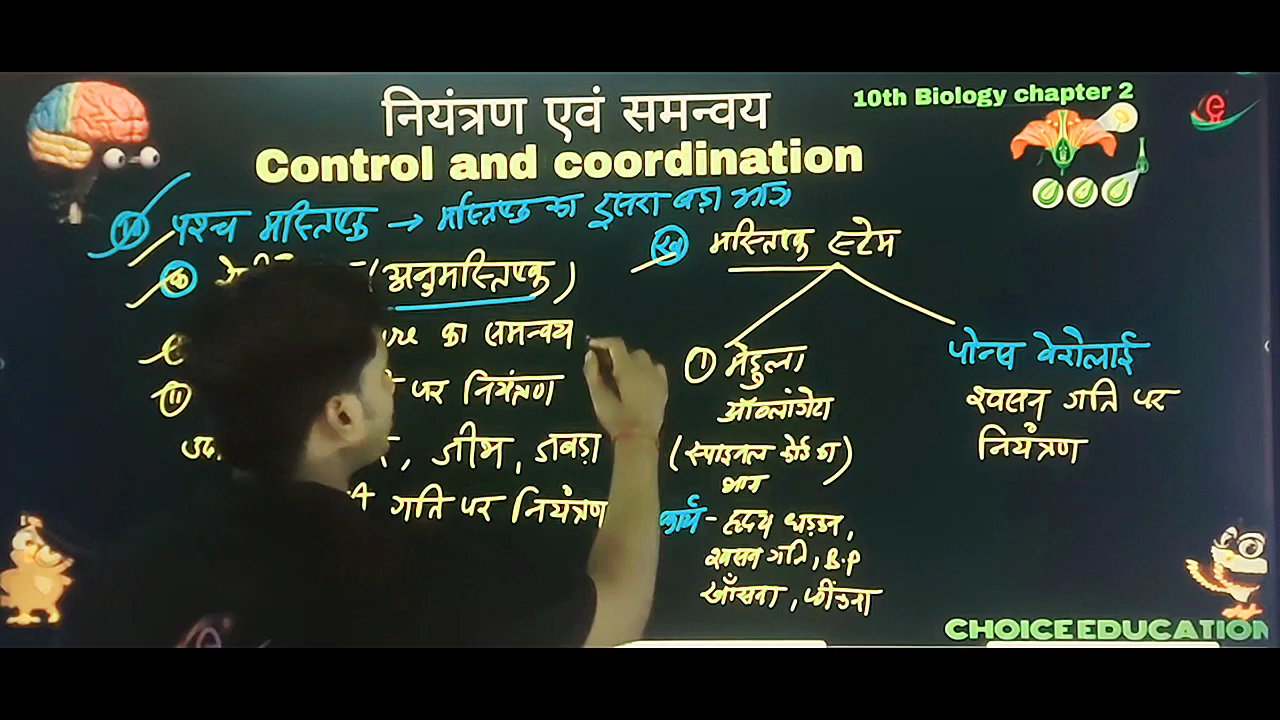 नियंत्रण एवं समन्वय
10th Biology chapter 2
Control and coordination
पश्च मस्तिष्क → मस्तिष्क का दुसरा बड़ा भाग
(क) (अनुमस्तिष्क)
ure का समन्वय
(ii) पर नियंत्रण
, जीभ, जबड़ा
गति पर नियंत्रण
(ख) मस्तिष्क स्टेम
(i) मेडुला
ऑब्लांगेटा
(स्पाइनल कोर्ड का
भाग
कार्य - हृदय धड़कन,
श्वसन गति, B.P
खाँसना, छींकना
पोन्स वेरोलाई
श्वसन गति पर
नियंत्रण
CHOICE EDUCATION